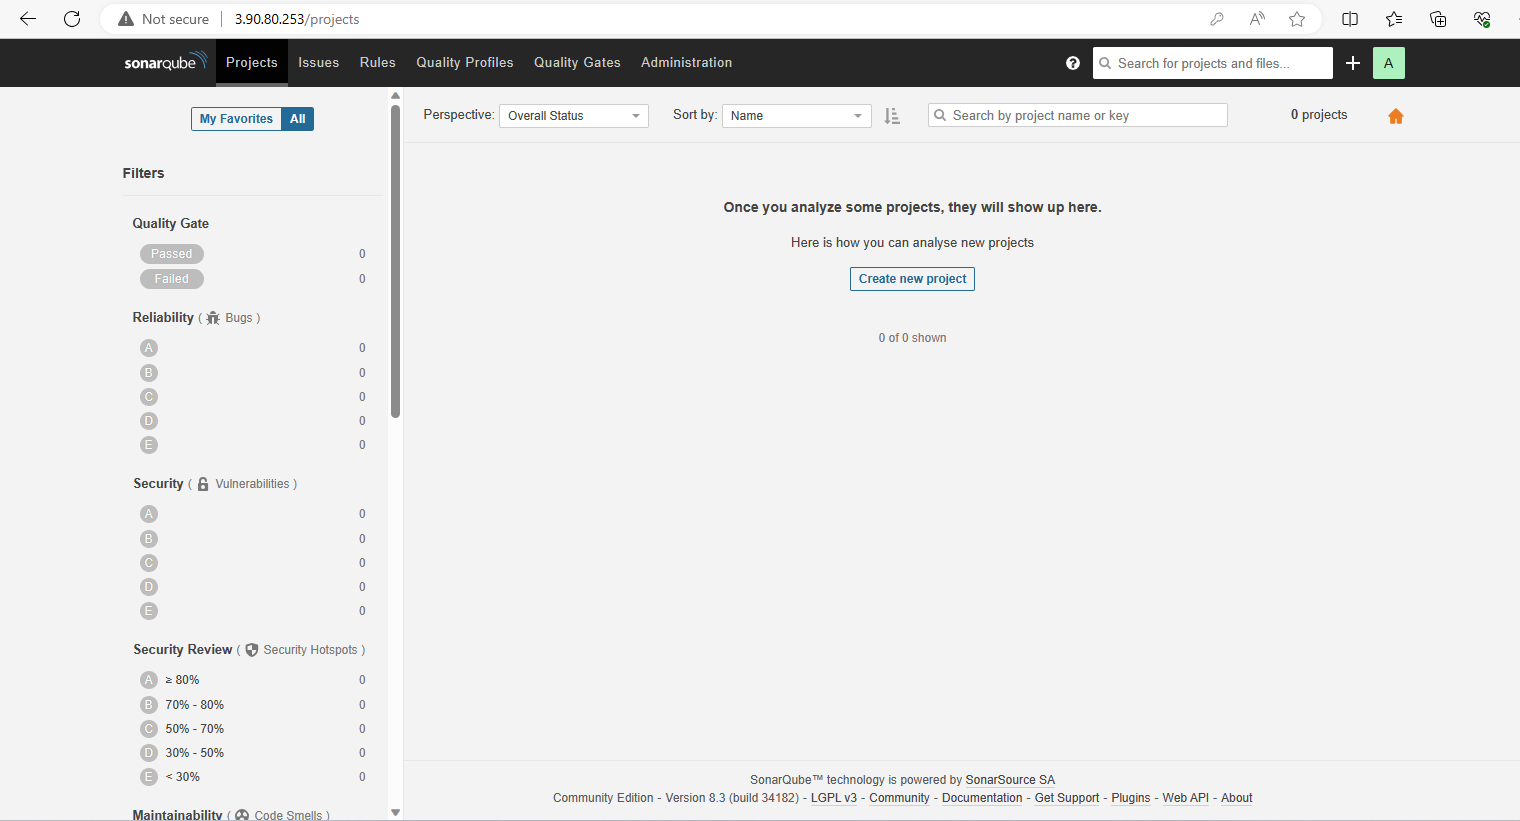 Not secure 3.90.80.253/projects
sonarqube Projects Issues Rules Quality Profiles Quality Gates Administration ? Search for projects and files... + A
My Favorites All
Perspective: Overall Status Sort by: Name Search by project name or key 0 projects
Filters
Quality Gate
Passed 0
Failed 0
Reliability ( Bugs )
A 0
B 0
C 0
D 0
E 0
Security ( Vulnerabilities )
A 0
B 0
C 0
D 0
E 0
Security Review ( Security Hotspots )
A ≥ 80% 0
B 70% - 80% 0
C 50% - 70% 0
D 30% - 50% 0
E < 30% 0
Maintainability ( Code Smells )
Once you analyze some projects, they will show up here.
Here is how you can analyse new projects
Create new project
0 of 0 shown
SonarQube™ technology is powered by SonarSource SA
Community Edition - Version 8.3 (build 34182) - LGPL v3 - Community - Documentation - Get Support - Plugins - Web API - About